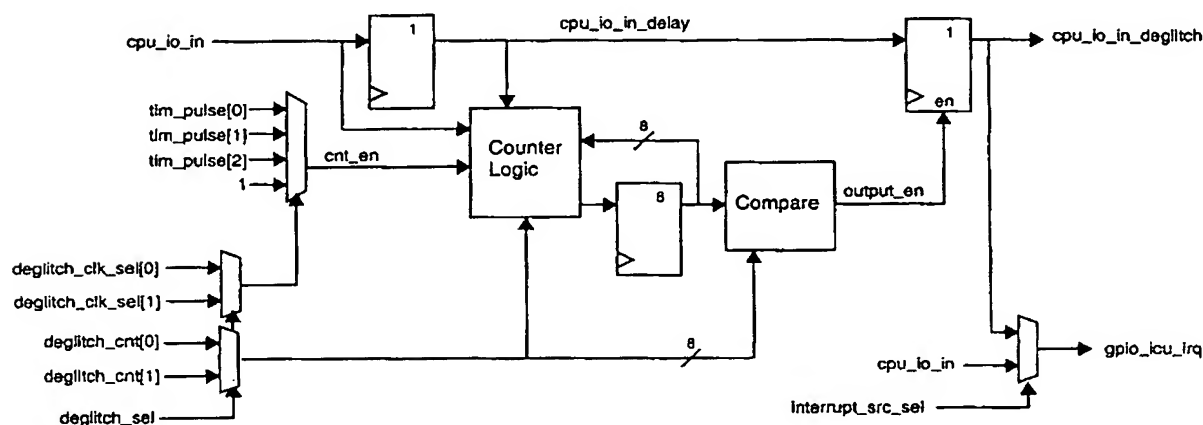 cpu_io_in
1
cpu_io_in_delay
1
en
cpu_io_in_deglitch
tim_pulse[0]
tim_pulse[1]
tim_pulse[2]
1
cnt_en
Counter
Logic
8
8
Compare
output_en
deglitch_clk_sel[0]
deglitch_clk_sel[1]
deglitch_cnt[0]
deglitch_cnt[1]
deglitch_sel
8
cpu_io_in
interrupt_src_sel
gpio_icu_irq